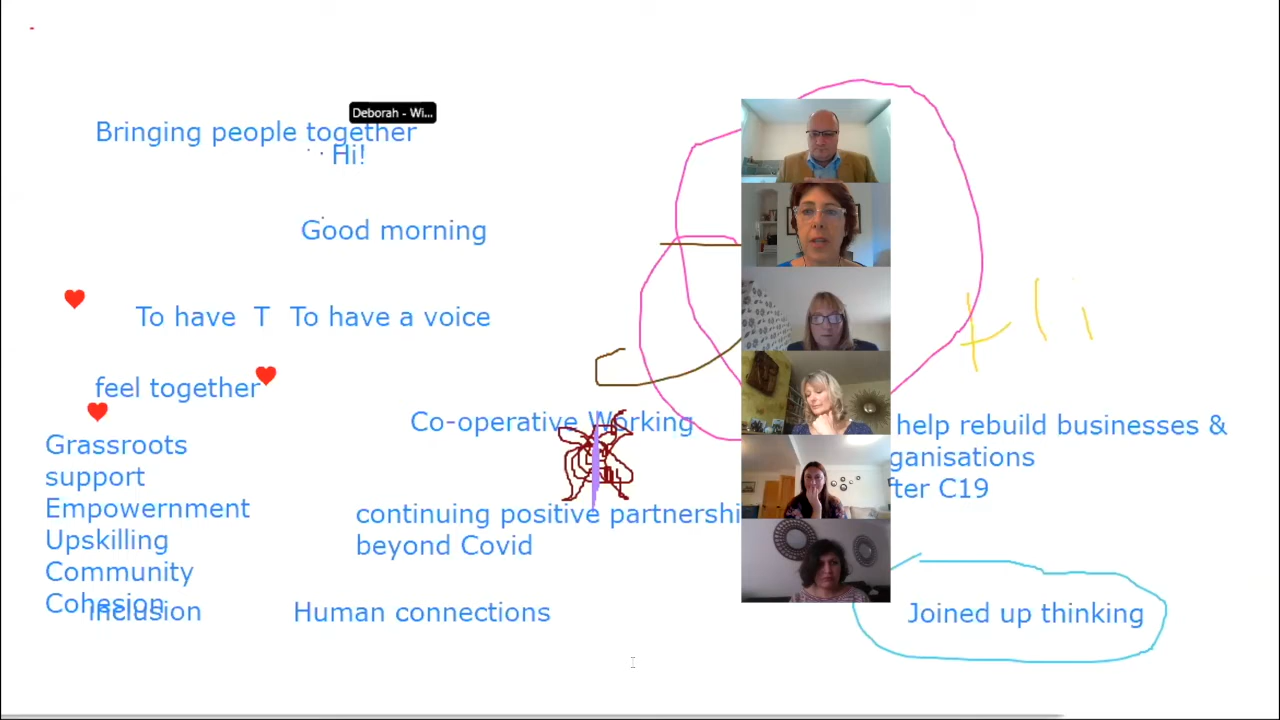 Deborah - Wi...
Bringing people together
Hi!
Good morning
To have T To have a voice
feel together
Co-operative Working
help rebuild businesses &
ganisations
ter C19
Grassroots
support
Empowernment
Upskilling
Community
Cohesion
inclusion
continuing positive partnershi
beyond Covid
Human connections
Joined up thinking